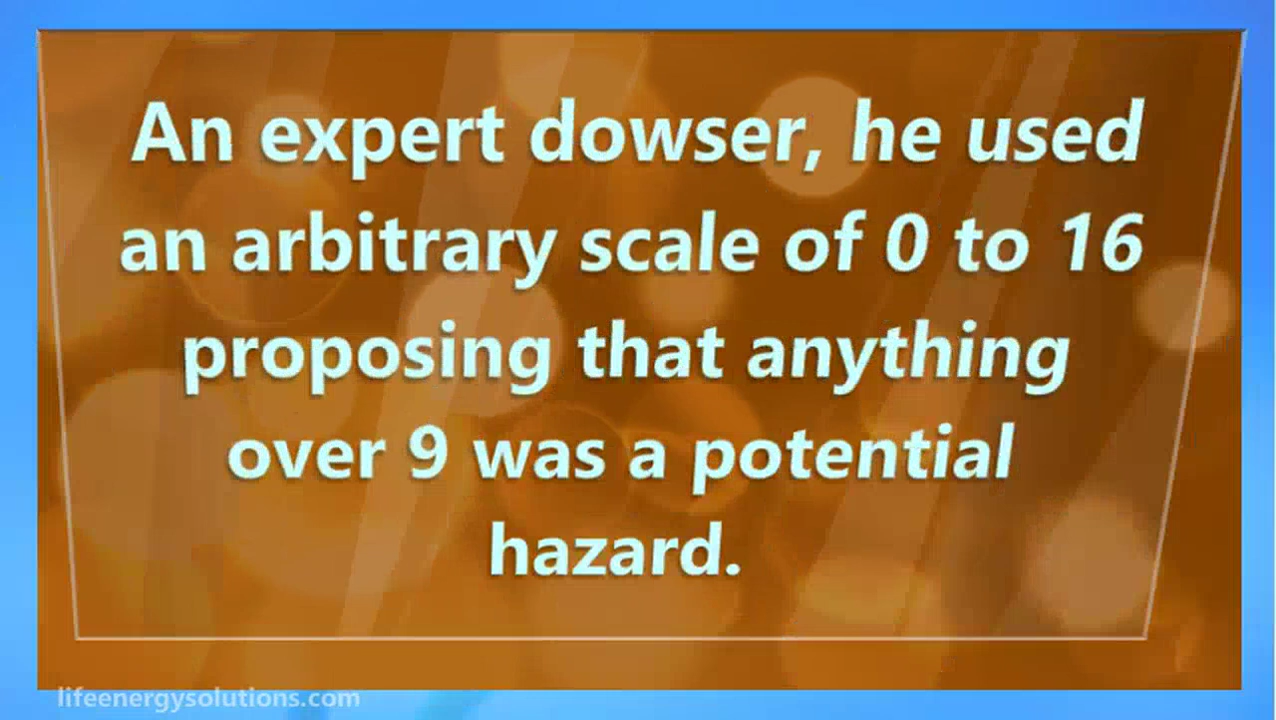 An expert dowser, he used
an arbitrary scale of 0 to 16
proposing that anything
over 9 was a potential
hazard.
lifeenergysolutions.com